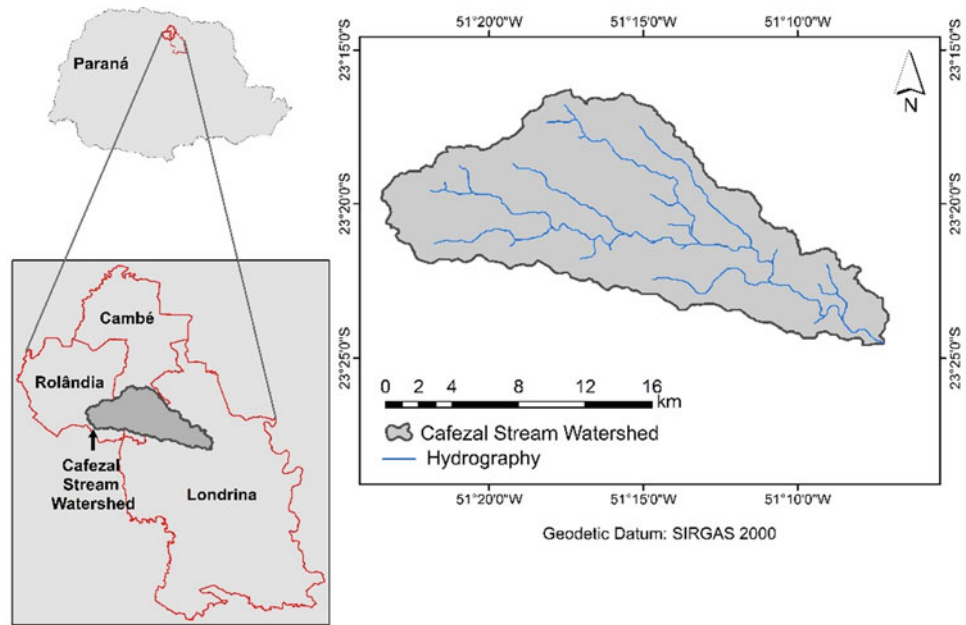 Paraná
Cambé
Rolândia
Cafezal
Stream
Watershed
Londrina
51°20'0"W 51°15'0"W 51°10'0"W
23°15'0"S
23°20'0"S
23°25'0"S
23°15'0"S
23°20'0"S
23°25'0"S
N
0 2 4 8 12 16
km
Cafezal Stream Watershed
Hydrography
51°20'0"W 51°15'0"W 51°10'0"W
Geodetic Datum: SIRGAS 2000